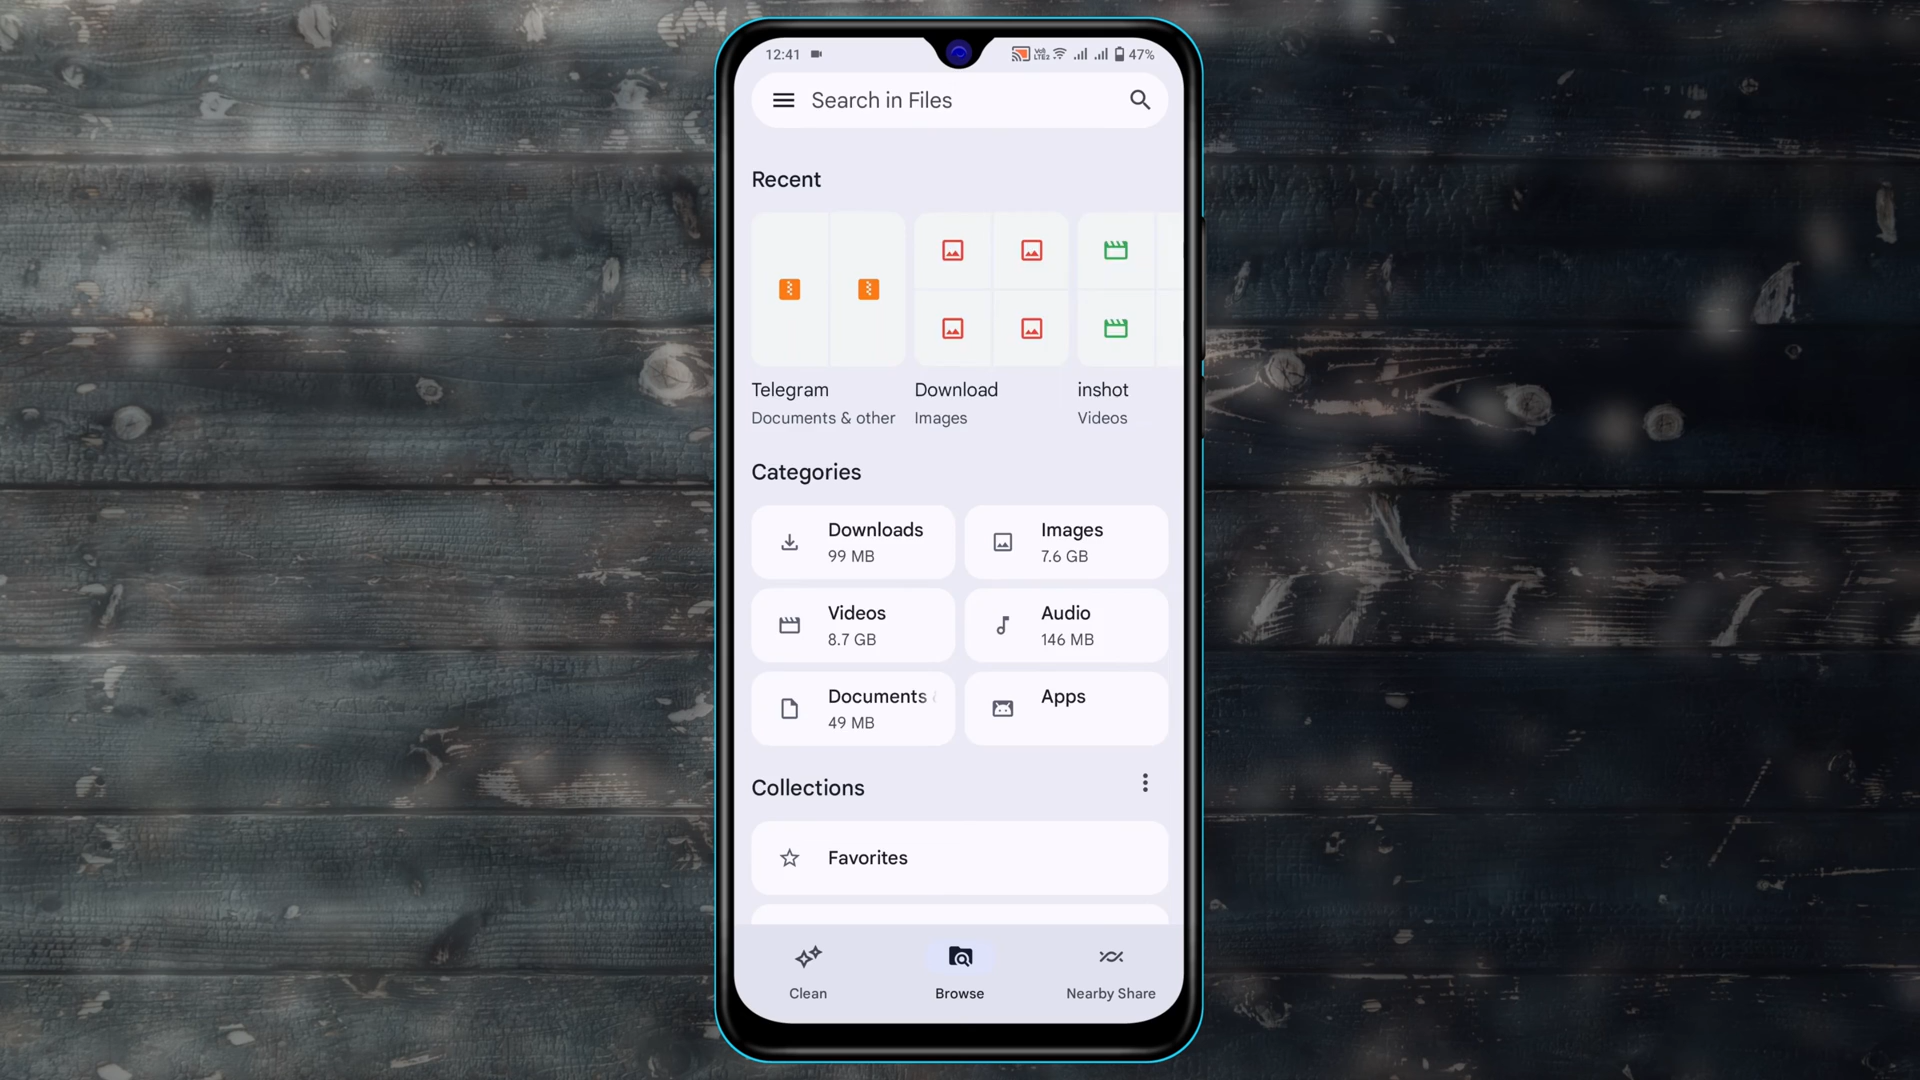 12:41
Vo)) LTE2 47%
Search in Files
Recent
Telegram
Documents & other
Download
Images
inshot
Videos
Categories
Downloads
99 MB
Images
7.6 GB
Videos
8.7 GB
Audio
146 MB
Documents
49 MB
Apps
Collections
Favorites
Clean
Browse
Nearby Share